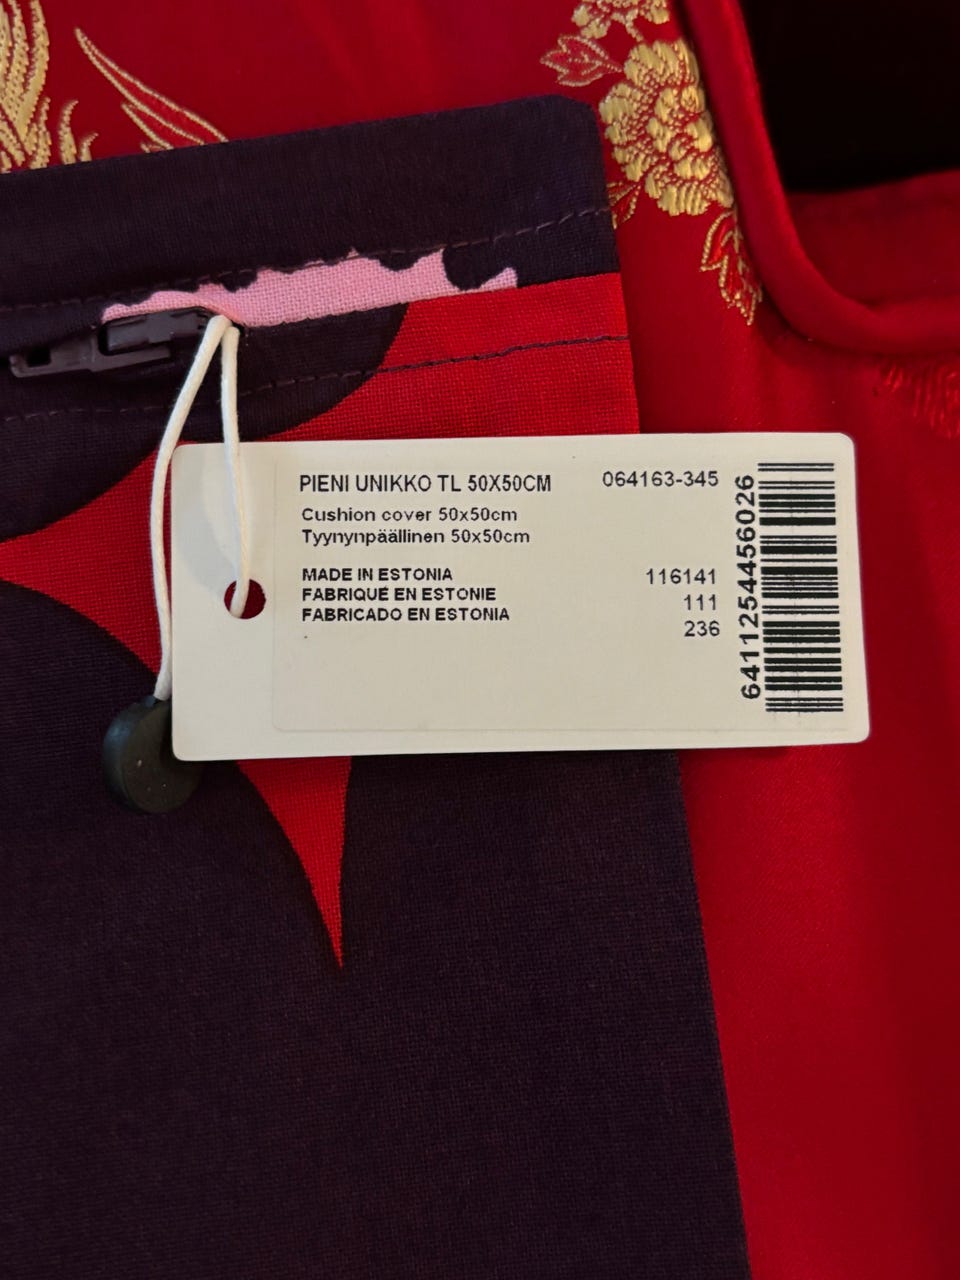 PIENI UNIKKO TL 50X50CM 064163-345
Cushion cover 50x50cm
Tyynynpäällinen 50x50cm
MADE IN ESTONIA 116141
FABRIQUÉ EN ESTONIE 111
FABRICADO EN ESTONIA 236
6411254456026